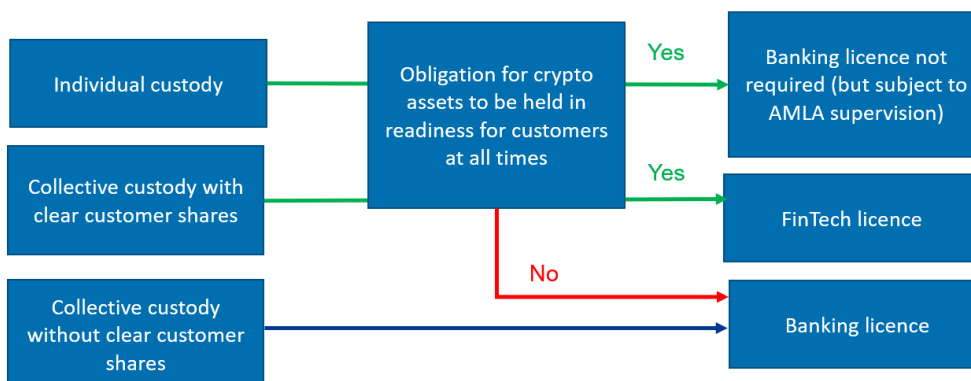 Individual custody
Obligation for crypto
assets to be held in
readiness for customers
at all times
Yes
Banking licence not
required (but subject to
AMLA supervision)
Collective custody with
clear customer shares
Yes
FinTech licence
No
Collective custody
without clear customer
shares
Banking licence